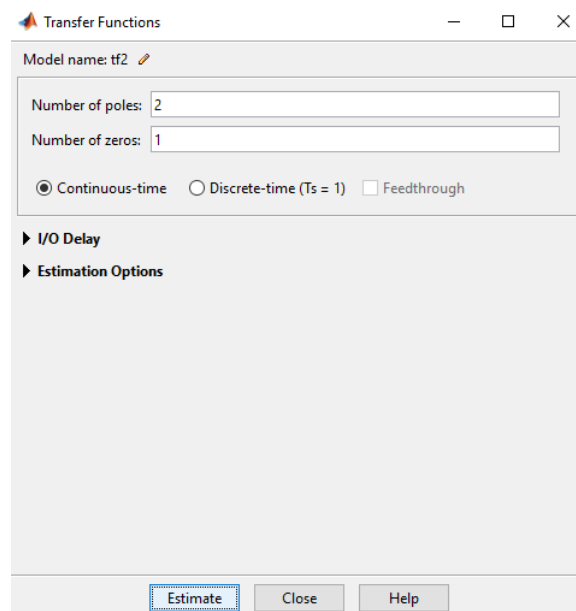 Transfer Functions
Model name: tf2
Number of poles: 2
Number of zeros: 1
Continuous-time Discrete-time (Ts = 1) Feedthrough
I/O Delay
Estimation Options
Estimate Close Help